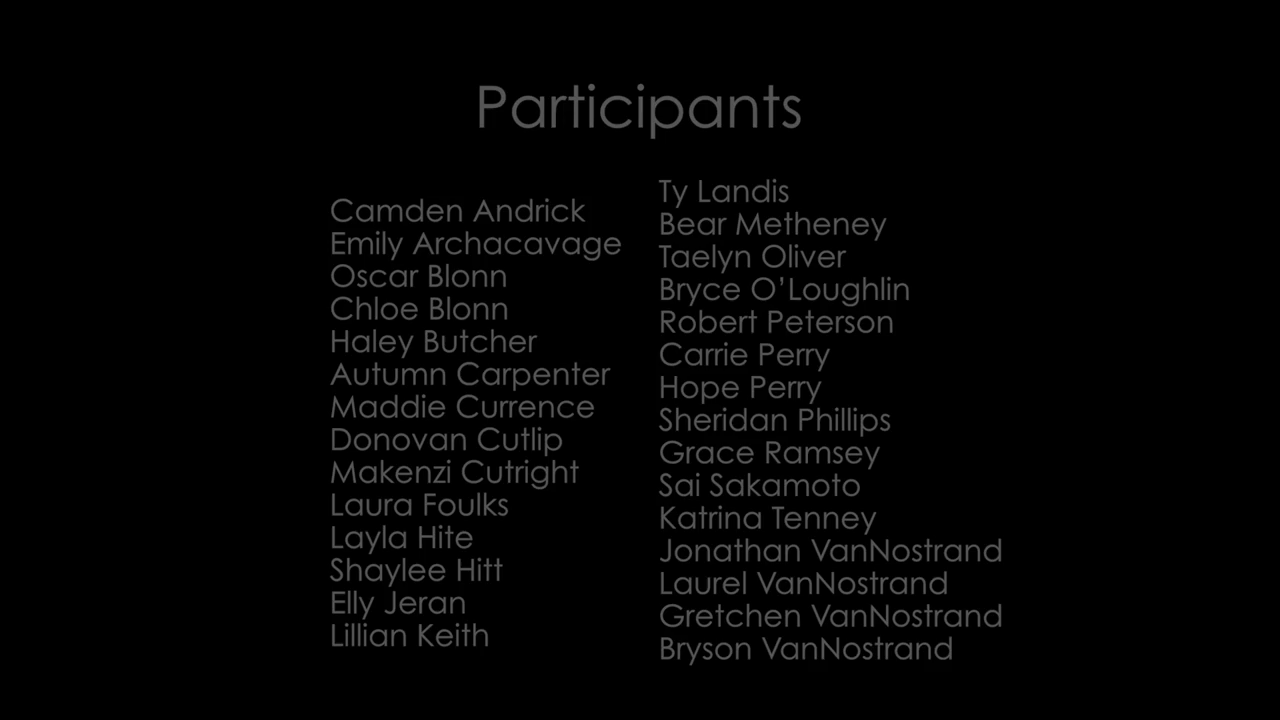 Participants
Camden Andrick
Emily Archacavage
Oscar Blonn
Chloe Blonn
Haley Butcher
Autumn Carpenter
Maddie Currence
Donovan Cutlip
Makenzi Cutright
Laura Foulks
Layla Hite
Shaylee Hitt
Elly Jeran
Lillian Keith
Ty Landis
Bear Metheney
Taelyn Oliver
Bryce O’Loughlin
Robert Peterson
Carrie Perry
Hope Perry
Sheridan Phillips
Grace Ramsey
Sai Sakamoto
Katrina Tenney
Jonathan VanNostrand
Laurel VanNostrand
Gretchen VanNostrand
Bryson VanNostrand